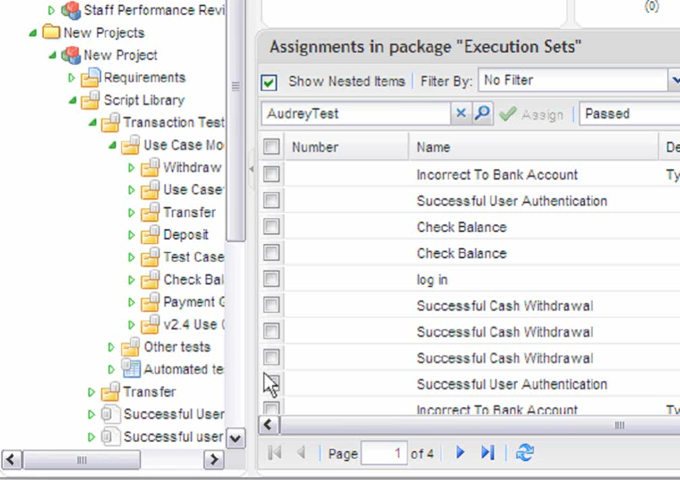 Staff Performance Revi
New Projects
New Project
Requirements
Script Library
Transaction Test
Use Case Mo
Withdraw
Use Case
Transfer
Deposit
Test Case
Check Bal
Payment
v2.4 Use
Other tests
Automated te
Transfer
Successful User
Successful user
(0)
Assignments in package "Execution Sets"
Show Nested Items Filter By: No Filter
AudreyTest Assign Passed
Number Name De
Incorrect To Bank Account Ty
Successful User Authentication
Check Balance
Check Balance
log in
Successful Cash Withdrawal
Successful Cash Withdrawal
Successful Cash Withdrawal
Successful User Authentication
Incorrect To Bank Account Ty
Page 1 of 4